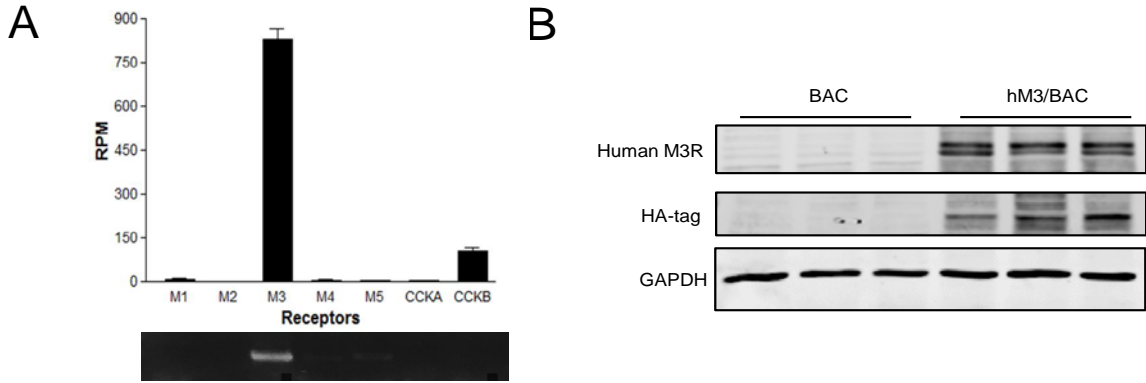 A
900
750
600
450
300
150
0
RPM
M1 M2 M3 M4 M5 CCKA CCKB
Receptors
B
BAC hM3/BAC
Human M3R
HA-tag
GAPDH